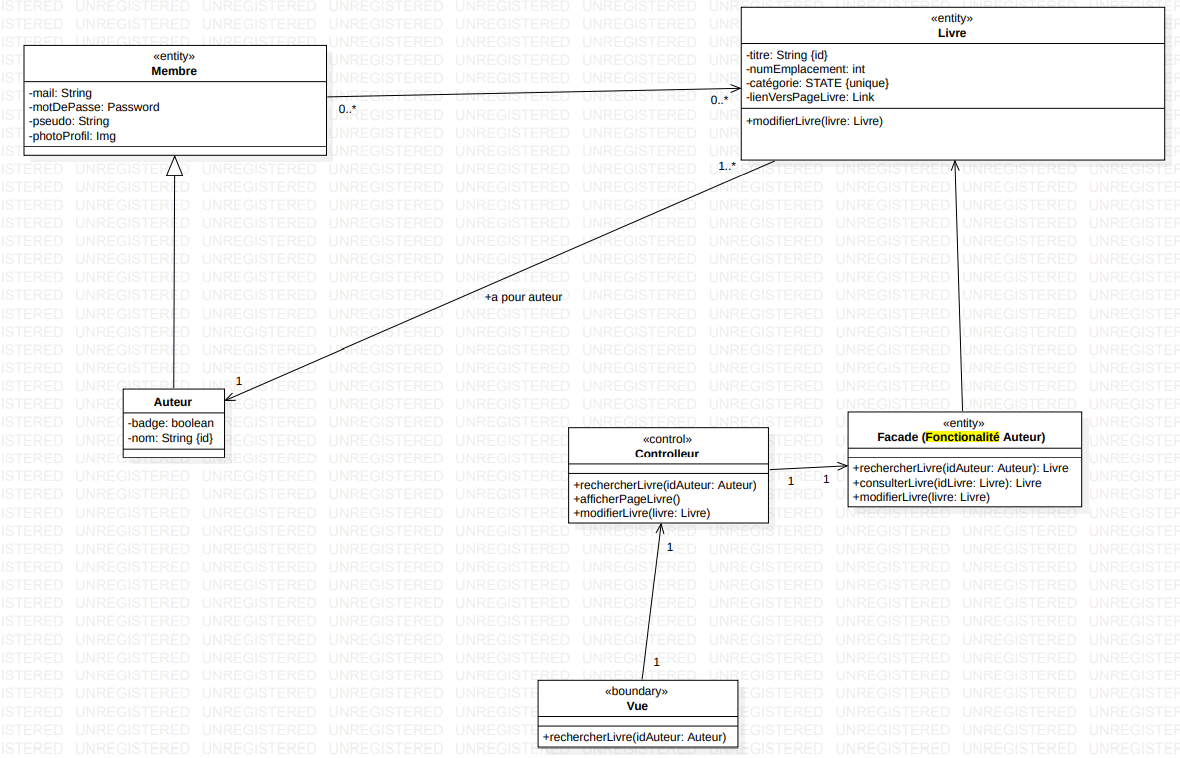 «entity»
Membre
-mail: String
-motDePasse: Password
-pseudo: String
-photoProfil: Img
«entity»
Livre
-titre: String {id}
-numEmplacement: int
-catégorie: STATE {unique}
-lienVersPageLivre: Link
+modifierLivre(livre: Livre)
0..*
0..*
1..*
+a pour auteur
1
Auteur
-badge: boolean
-nom: String {id}
«control»
Controlleur
+rechercherLivre(idAuteur: Auteur)
+afficherPageLivre()
+modifierLivre(livre: Livre)
1
1
«entity»
Facade (Fonctionalité Auteur)
+rechercherLivre(idAuteur: Auteur): Livre
+consulterLivre(idLivre: Livre): Livre
+modifierLivre(livre: Livre)
1
1
«boundary»
Vue
+rechercherLivre(idAuteur: Auteur)
UNREGISTERED